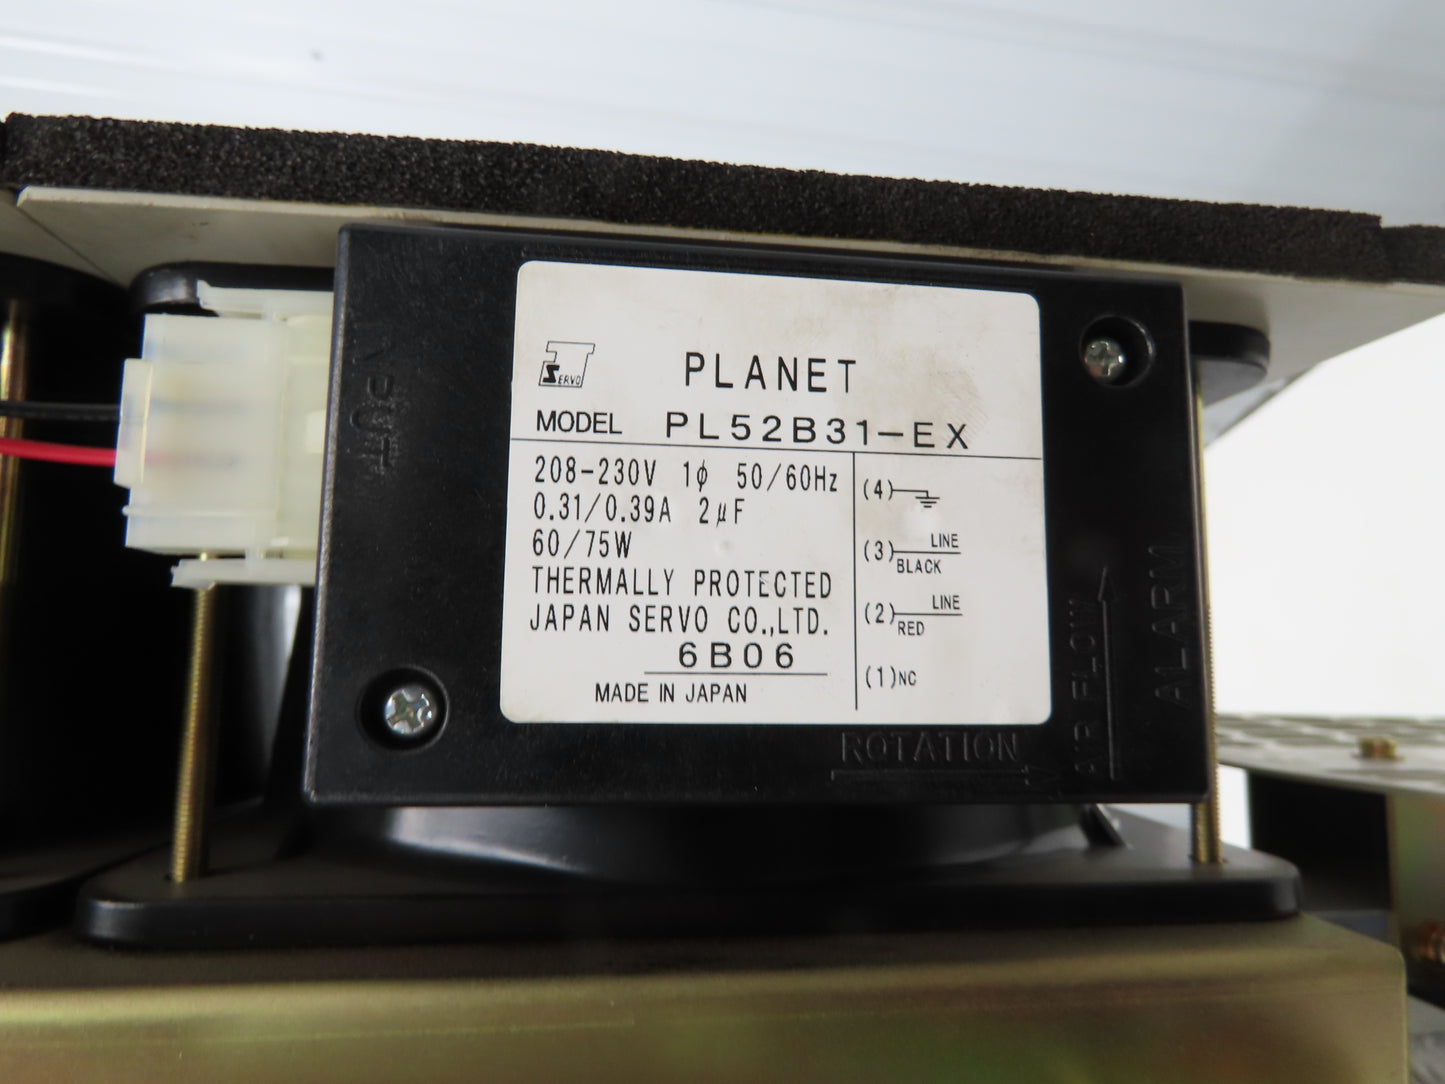 SERVO
PLANET
MODEL PL52B31-EX
208-230V 1φ 50/60Hz
0.31/0.39A 2μF
60/75W
THERMALLY PROTECTED
JAPAN SERVO CO.,LTD.
6B06
MADE IN JAPAN
(4)
(3) LINE
BLACK
(2) LINE
RED
(1) NC
INPUT
ROTATION
AIR FLOW
ALARM